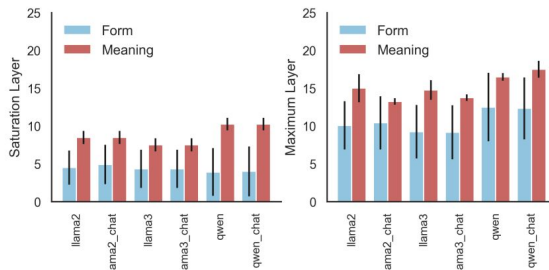 25
20
15
10
5
0
Saturation Layer
Form
Meaning
llama2
ama2_chat
llama3
ama3_chat
qwen
qwen_chat
25
20
15
10
5
0
Maximum Layer
Form
Meaning
llama2
ama2_chat
llama3
ama3_chat
qwen
qwen_chat